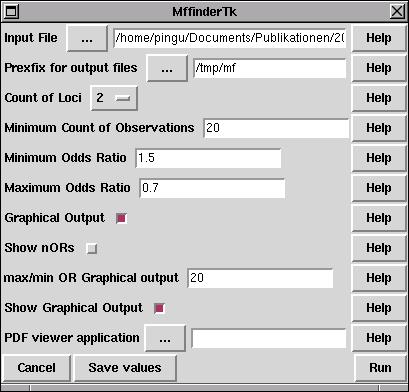 MffinderTk
Input File ... /home/pingu/Documents/Publikationen/20 Help
Prexfix for output files ... /tmp/mf Help
Count of Loci 2 Help
Minimum Count of Observations 20 Help
Minimum Odds Ratio 1.5 Help
Maximum Odds Ratio 0.7 Help
Graphical Output Help
Show nORs Help
max/min OR Graphical output 20 Help
Show Graphical Output Help
PDF viewer application ... Help
Cancel Save values Run